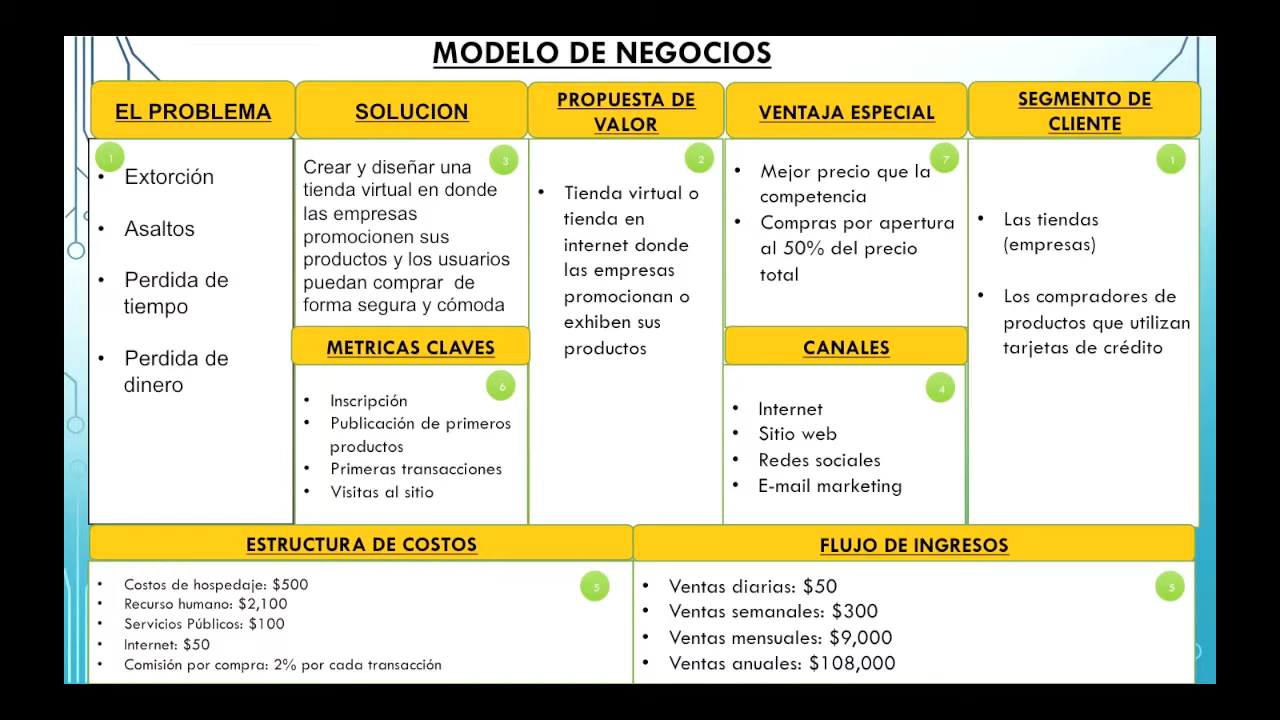 MODELO DE NEGOCIOS
EL PROBLEMA
1
• Extorción
• Asaltos
• Perdida de
tiempo
• Perdida de
dinero
SOLUCION
3
Crear y diseñar una
tienda virtual en donde
las empresas
promocionen sus
productos y los usuarios
puedan comprar de
forma segura y cómoda
METRICAS CLAVES
6
• Inscripción
• Publicación de primeros
productos
• Primeras transacciones
• Visitas al sitio
PROPUESTA DE
VALOR
2
• Tienda virtual o
tienda en
internet donde
las empresas
promocionan o
exhiben sus
productos
VENTAJA ESPECIAL
7
• Mejor precio que la
competencia
• Compras por apertura
al 50% del precio
total
CANALES
4
• Internet
• Sitio web
• Redes sociales
• E-mail marketing
SEGMENTO DE
CLIENTE
1
• Las tiendas
(empresas)
• Los compradores de
productos que utilizan
tarjetas de crédito
ESTRUCTURA DE COSTOS
5
• Costos de hospedaje: $500
• Recurso humano: $2,100
• Servicios Públicos: $100
• Internet: $50
• Comisión por compra: 2% por cada transacción
FLUJO DE INGRESOS
5
• Ventas diarias: $50
• Ventas semanales: $300
• Ventas mensuales: $9,000
• Ventas anuales: $108,000